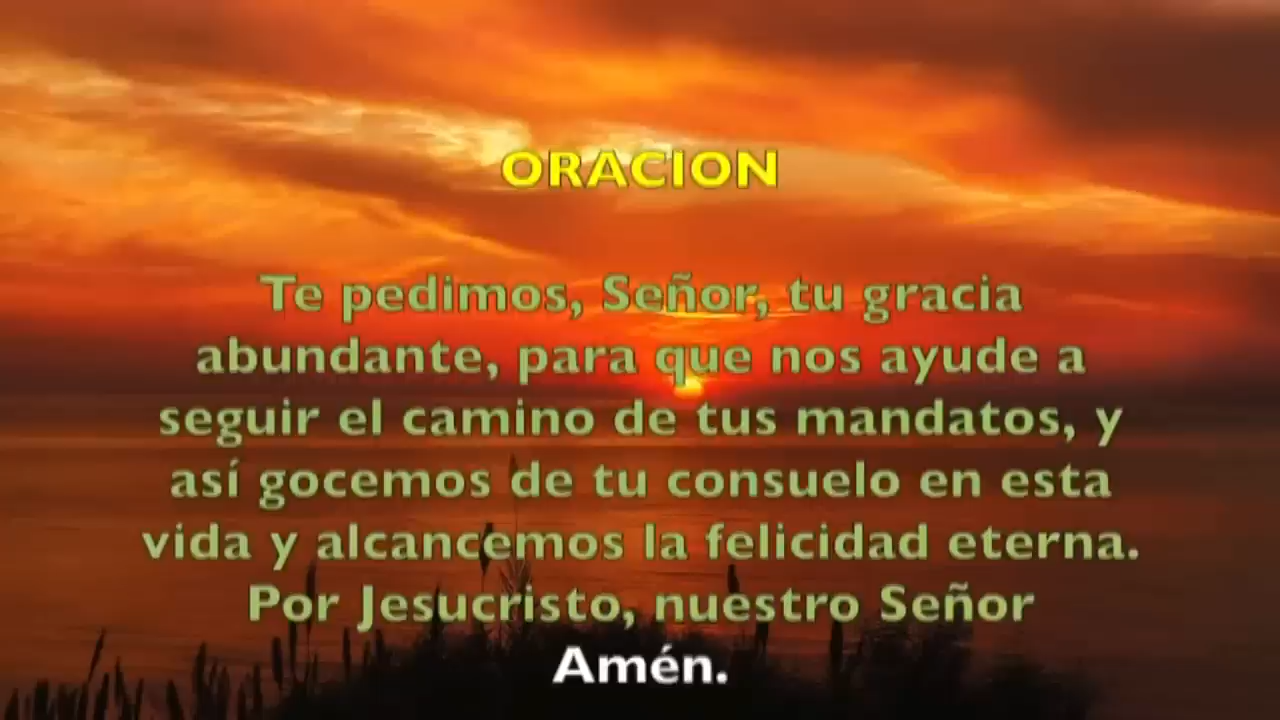 ORACION
Te pedimos, Señor, tu gracia
abundante, para que nos ayude a
seguir el camino de tus mandatos, y
así gocemos de tu consuelo en esta
vida y alcancemos la felicidad eterna.
Por Jesucristo, nuestro Señor
Amén.